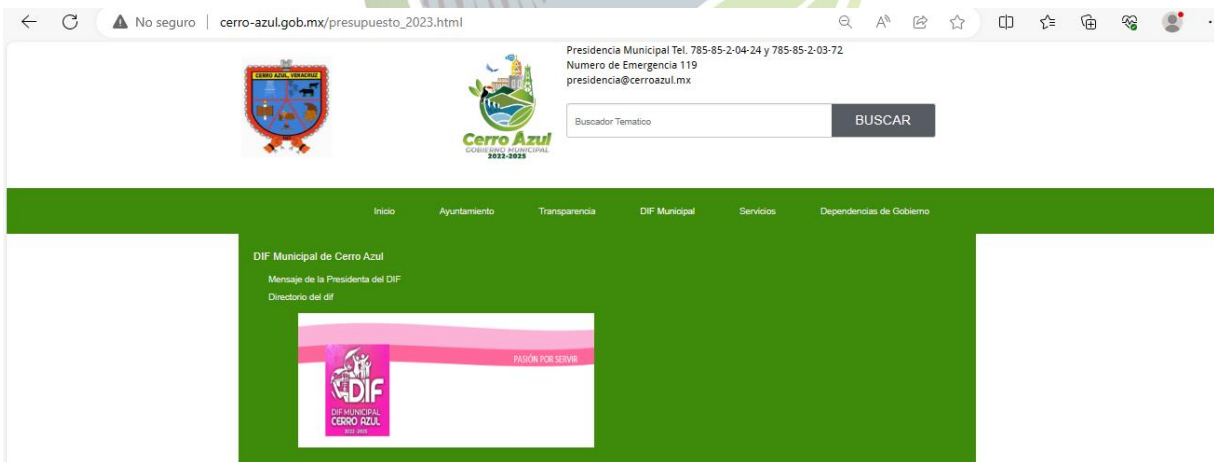 No seguro
cerro-azul.gob.mx/presupuesto_2023.html
CERRO AZUL, VERACRUZ
Cerro Azul
GOBIERNO MUNICIPAL
2022-2025
Presidencia Municipal Tel. 785-85-2-04-24 y 785-85-2-03-72
Numero de Emergencia 119
presidencia@cerroazul.mx
Buscador Tematico
BUSCAR
Inicio Ayuntamiento Transparencia DIF Municipal Servicios Dependencias de Gobierno
DIF Municipal de Cerro Azul
Mensaje de la Presidenta del DIF
Directorio del dif
PASIÓN POR SERVIR
DIF
DIF MUNICIPAL
CERRO AZUL
2022-2025